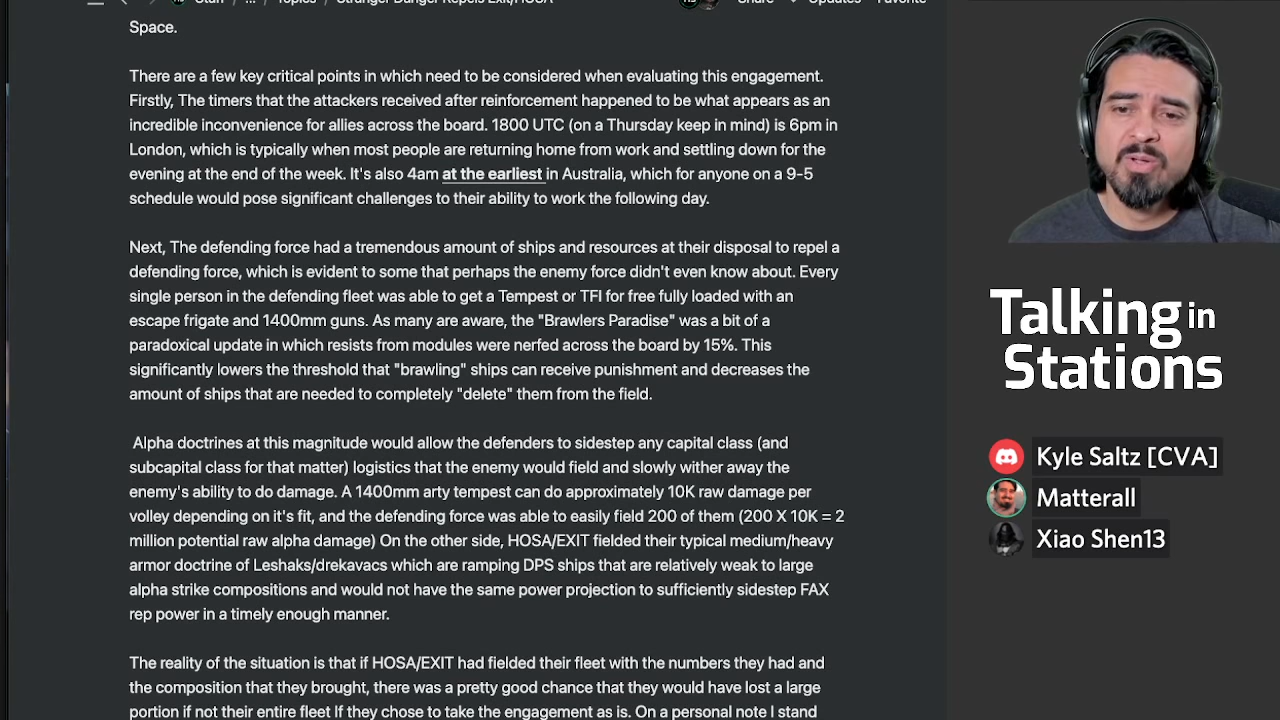 Staff / ... / Topics / Stranger Danger Repels Exit/HOSA
Share Updates Favorite
Space.
There are a few key critical points in which need to be considered when evaluating this engagement.
Firstly, The timers that the attackers received after reinforcement happened to be what appears as an
incredible inconvenience for allies across the board. 1800 UTC (on a Thursday keep in mind) is 6pm in
London, which is typically when most people are returning home from work and settling down for the
evening at the end of the week. It's also 4am at the earliest in Australia, which for anyone on a 9-5
schedule would pose significant challenges to their ability to work the following day.
Next, The defending force had a tremendous amount of ships and resources at their disposal to repel a
defending force, which is evident to some that perhaps the enemy force didn't even know about. Every
single person in the defending fleet was able to get a Tempest or TFI for free fully loaded with an
escape frigate and 1400mm guns. As many are aware, the "Brawlers Paradise" was a bit of a
paradoxical update in which resists from modules were nerfed across the board by 15%. This
significantly lowers the threshold that "brawling" ships can receive punishment and decreases the
amount of ships that are needed to completely "delete" them from the field.
Alpha doctrines at this magnitude would allow the defenders to sidestep any capital class (and
subcapital class for that matter) logistics that the enemy would field and slowly wither away the
enemy's ability to do damage. A 1400mm arty tempest can do approximately 10K raw damage per
volley depending on it's fit, and the defending force was able to easily field 200 of them (200 X 10K = 2
million potential raw alpha damage) On the other side, HOSA/EXIT fielded their typical medium/heavy
armor doctrine of Leshaks/drekavacs which are ramping DPS ships that are relatively weak to large
alpha strike compositions and would not have the same power projection to sufficiently sidestep FAX
rep power in a timely enough manner.
The reality of the situation is that if HOSA/EXIT had fielded their fleet with the numbers they had and
the composition that they brought, there was a pretty good chance that they would have lost a large
portion if not their entire fleet If they chose to take the engagement as is. On a personal note I stand
Talking in
Stations
Kyle Saltz [CVA]
Matterall
Xiao Shen13